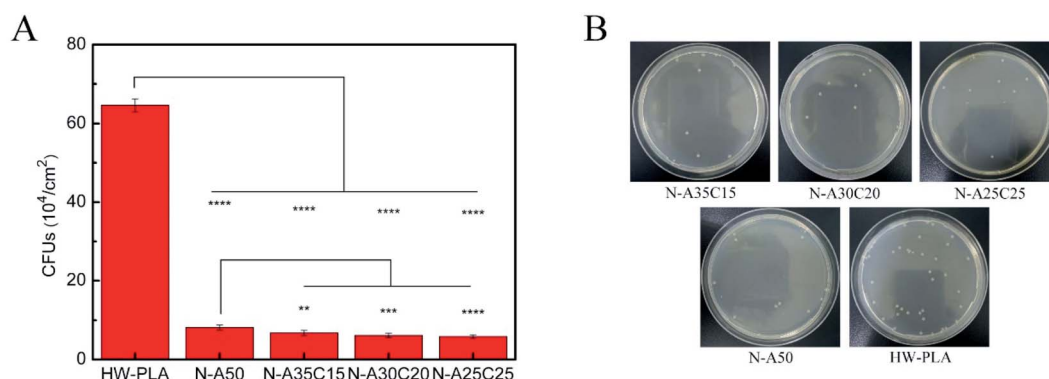 A
80
60
40
20
0
CFUs (10⁴/cm²)
****
****
****
****
**
***
****
HW-PLA
N-A50
N-A35C15
N-A30C20
N-A25C25
B
N-A35C15
N-A30C20
N-A25C25
N-A50
HW-PLA